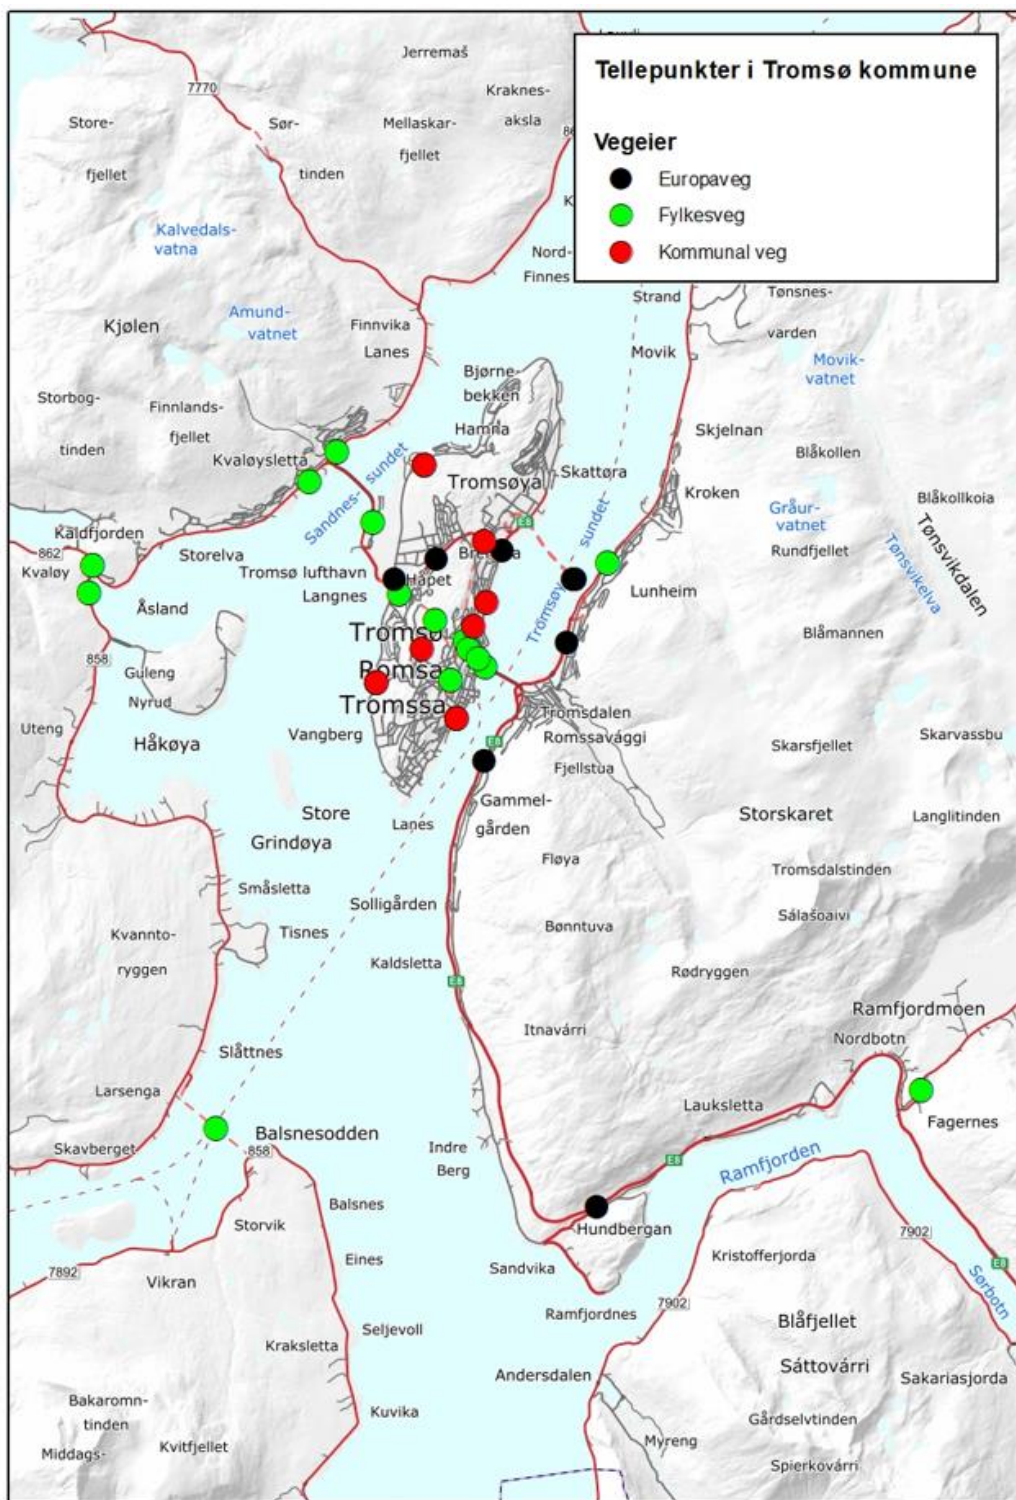 Tellepunkter i Tromsø kommune
Vegeier
Europaveg
Fylkesveg
Kommunal veg
Jerremaš
7770
Kraknes-
aksla
Store-
fjellet
Sør-
tinden
Mellaskar-
fjellet
Kalvedals-
vatna
Nord-
Finnes
Strand
Tønsnes-
varden
Kjølen
Amund-
vatnet
Finnvika
Lanes
Movik
Movik-
vatnet
Bjørne-
bekken
Storbog-
tinden
Finnlands-
fjellet
Hamna
Skjelnan
Kvaløysletta
Sandnes-
sundet
Tromsøya
Skattøra
Blåkollen
Kroken
Blåkollkoia
Gråur-
vatnet
Tønsvikdalen
Tønsvikelva
Kaldfjorden
862
Kvaløy
Storelva
E8
sundet
Rundfjellet
Tromsø lufthavn
Langnes
Håpet
Tromsøy
Lunheim
Åsland
Tromsø
Romsa
Tromssa
Blåmannen
858
Guleng
Nyrud
Uteng
Håkøya
Vangberg
Tromsdalen
Romssavággi
Fjellstua
E8
Skarsfjellet
Skarvassbu
Store
Grindøya
Lanes
Gammel-
gården
Storskaret
Langlitinden
Fløya
Tromsdalstinden
Småsletta
Solligården
Sálašoaivi
Kvannto-
ryggen
Tisnes
Bønntuva
Kaldsletta
Rødryggen
E8
Itnavárri
Ramfjordmoen
Nordbotn
Slåttnes
Larsenga
Lauksletta
Fagernes
Skavberget
Balsnesodden
858
Indre
Berg
E8
Ramfjorden
Balsnes
Storvik
Hundbergan
7902
Eines
Sandvika
Kristofferjorda
E8
Sørbotn
7892
Vikran
Ramfjordnes
7902
Seljevoll
Blåfjellet
Kraksletta
Sáttovárri
Andersdalen
Sakariasjorda
Bakaromn-
tinden
Kuvika
Gårdselvtinden
Middags-
Kvitfjellet
Myreng
Spierkovárri